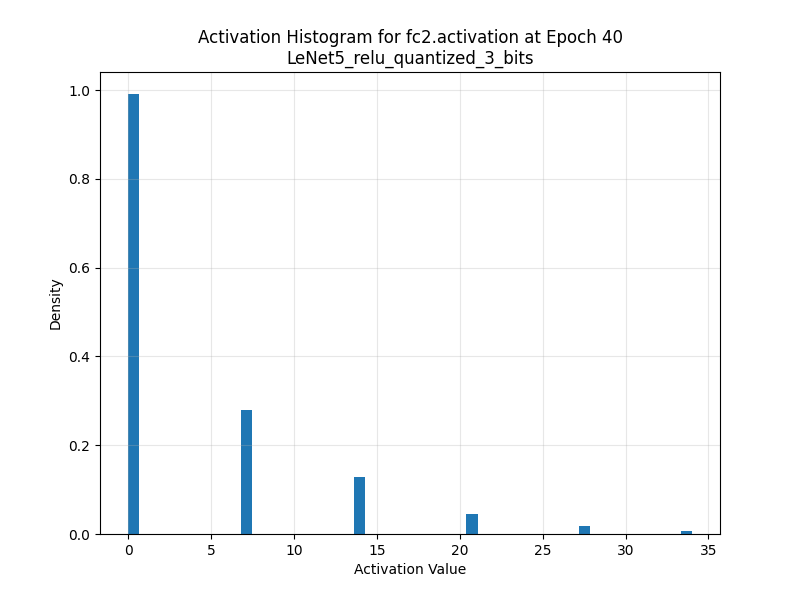 Activation Histogram for fc2.activation at Epoch 40
LeNet5_relu_quantized_3_bits
1.0
0.8
0.6
0.4
0.2
0.0
Density
0 5 10 15 20 25 30 35
Activation Value